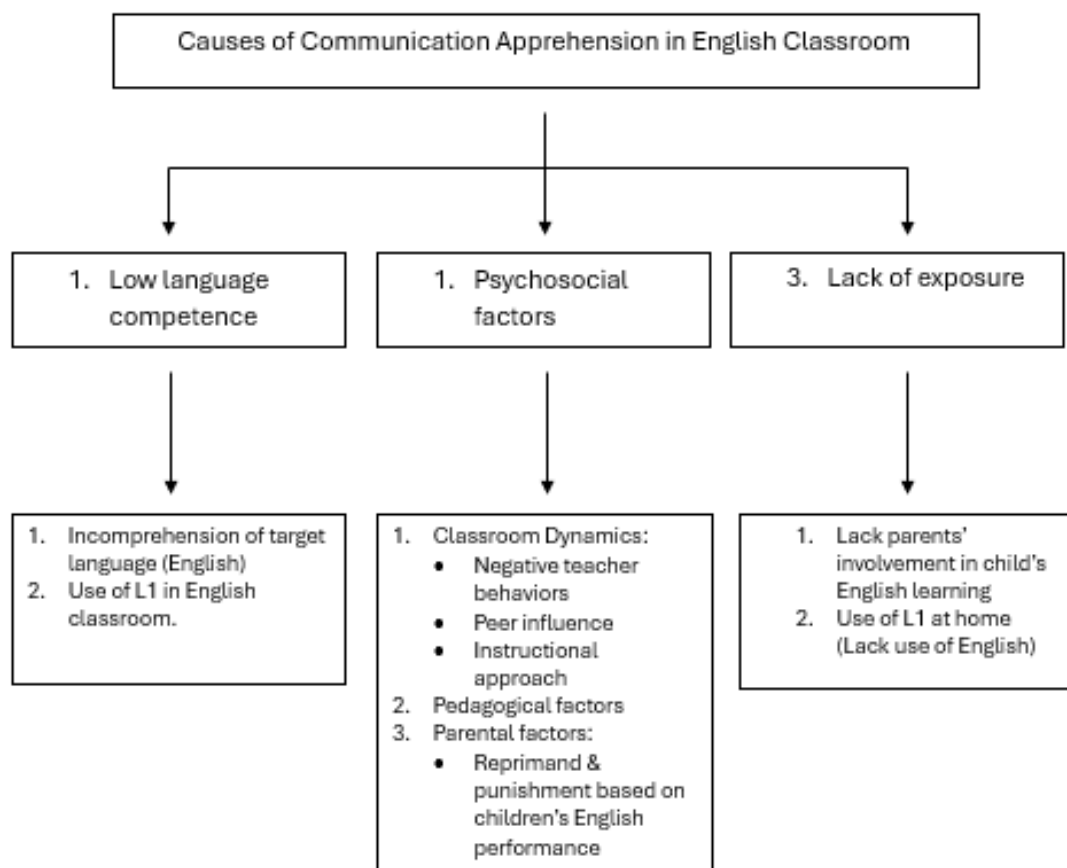 Causes of Communication Apprehension in English Classroom
1. Low language
competence
1. Psychosocial
factors
3. Lack of exposure
1. Incomprehension of target
language (English)
2. Use of L1 in English
classroom.
1. Classroom Dynamics:
• Negative teacher
behaviors
• Peer influence
• Instructional
approach
2. Pedagogical factors
3. Parental factors:
• Reprimand &
punishment based on
children's English
performance
1. Lack parents'
involvement in child's
English learning
2. Use of L1 at home
(Lack use of English)